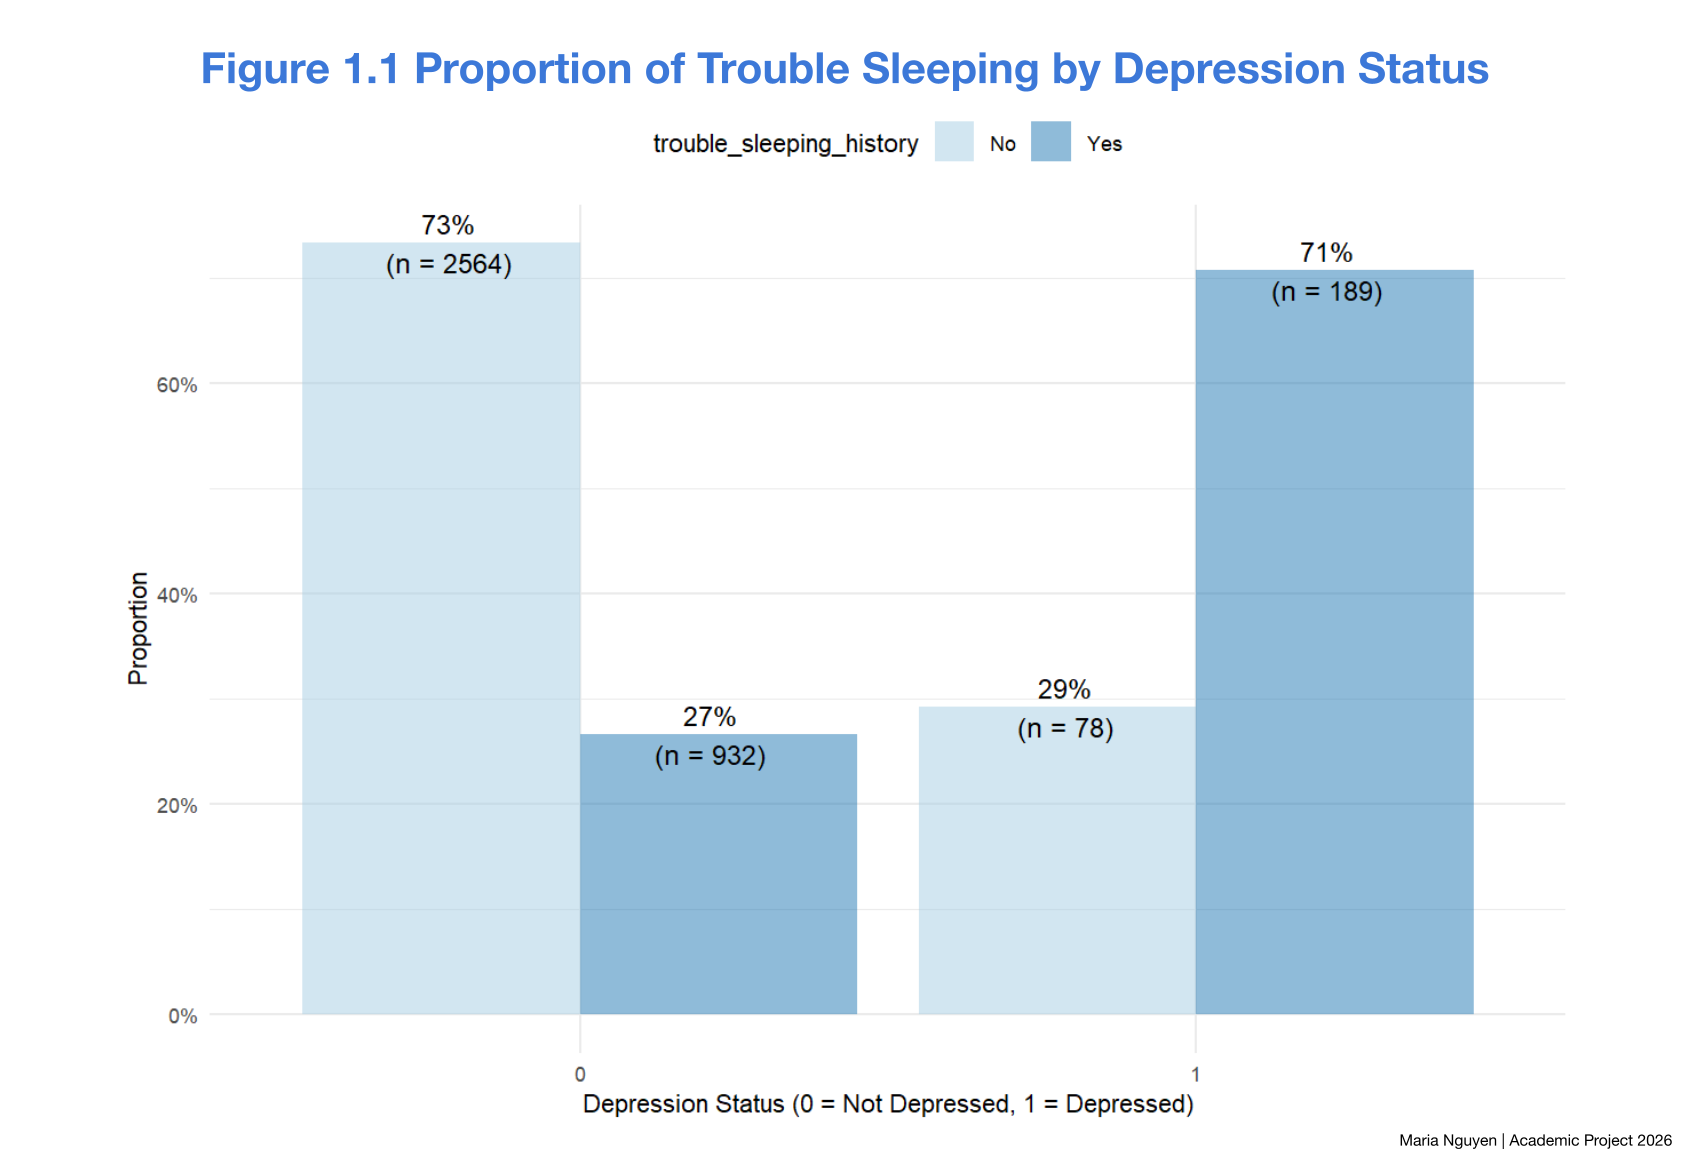 Figure 1.1 Proportion of Trouble Sleeping by Depression Status
trouble_sleeping_history No Yes
73%
(n = 2564)
71%
(n = 189)
29%
(n = 78)
27%
(n = 932)
60%
40%
20%
0%
Proportion
0 1
Depression Status (0 = Not Depressed, 1 = Depressed)
Maria Nguyen | Academic Project 2026